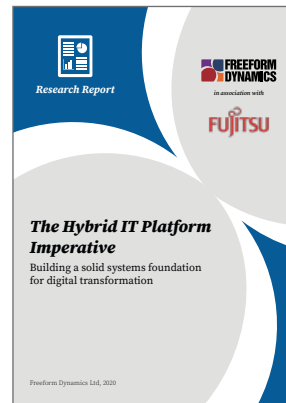 Research Report
FREEFORM
DYNAMICS
in association with
FUJITSU
The Hybrid IT Platform
Imperative
Building a solid systems foundation
for digital transformation
Freeform Dynamics Ltd, 2020